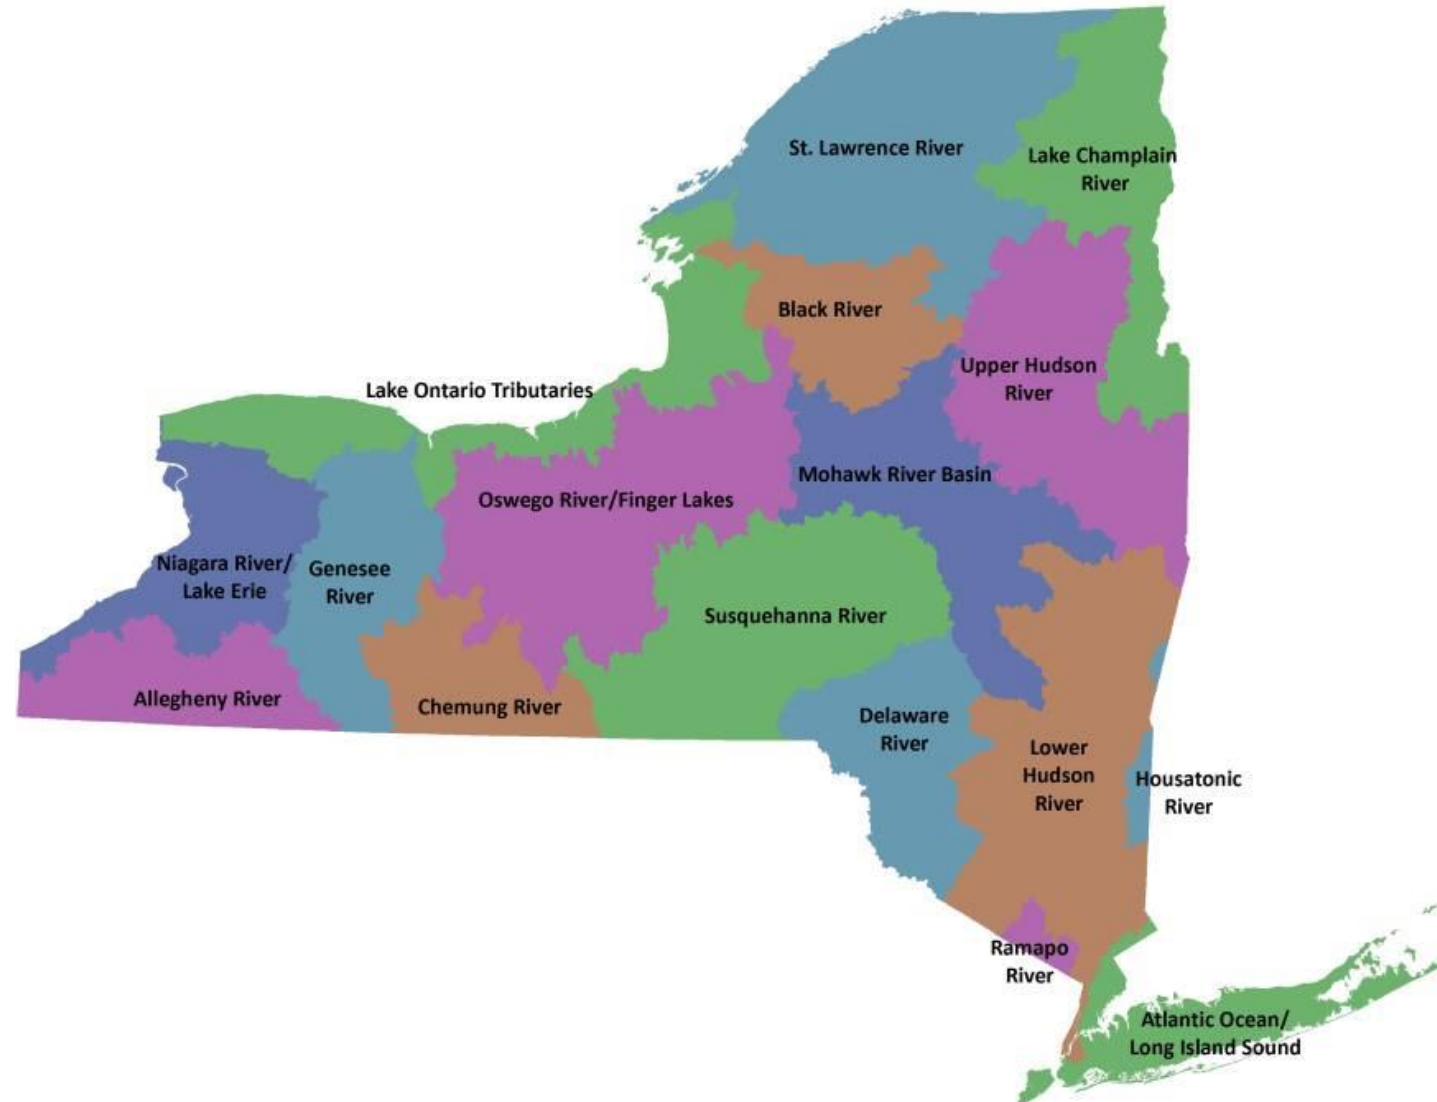 St. Lawrence River
Lake Champlain
River
Black River
Upper Hudson
River
Lake Ontario Tributaries
Mohawk River Basin
Oswego River/Finger Lakes
Niagara River/
Lake Erie
Genesee
River
Susquehanna River
Allegheny River
Chemung River
Delaware
River
Lower
Hudson
River
Housatonic
River
Ramapo
River
Atlantic Ocean/
Long Island Sound